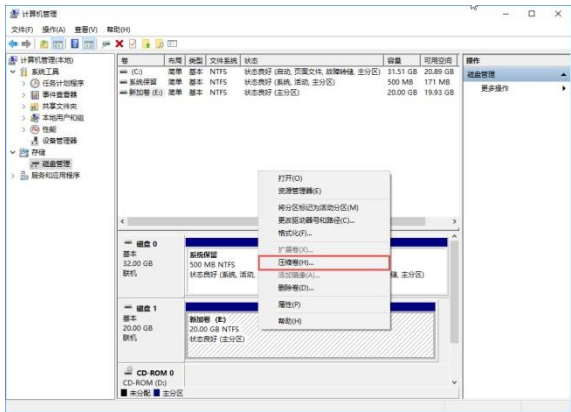 计算机管理
文件(F) 操作(A) 查看(V) 帮助(H)
计算机管理(本地)
系统工具
任务计划程序
事件查看器
共享文件夹
本地用户和组
性能
设备管理器
存储
磁盘管理
服务和应用程序
卷 布局 类型 文件系统 状态 容量 可用空间
(C:) 简单 基本 NTFS 状态良好 (启动, 页面文件, 故障转储, 主分区) 31.51 GB 20.89 GB
系统保留 简单 基本 NTFS 状态良好 (系统, 活动, 主分区) 500 MB 171 MB
新加卷 (E:) 简单 基本 NTFS 状态良好 (主分区) 20.00 GB 19.93 GB
操作
磁盘管理
更多操作
打开(O)
资源管理器(E)
将分区标记为活动分区(M)
更改驱动器号和路径(C)...
格式化(F)...
扩展卷(X)...
压缩卷(H)...
添加镜像(A)...
删除卷(D)...
属性(P)
帮助(H)
磁盘 0
基本
32.00 GB
联机
系统保留
500 MB NTFS
状态良好 (系统, 活动,
储, 主分区)
磁盘 1
基本
20.00 GB
联机
新加卷 (E:)
20.00 GB NTFS
状态良好 (主分区)
CD-ROM 0
CD-ROM (D:)
未分配 主分区